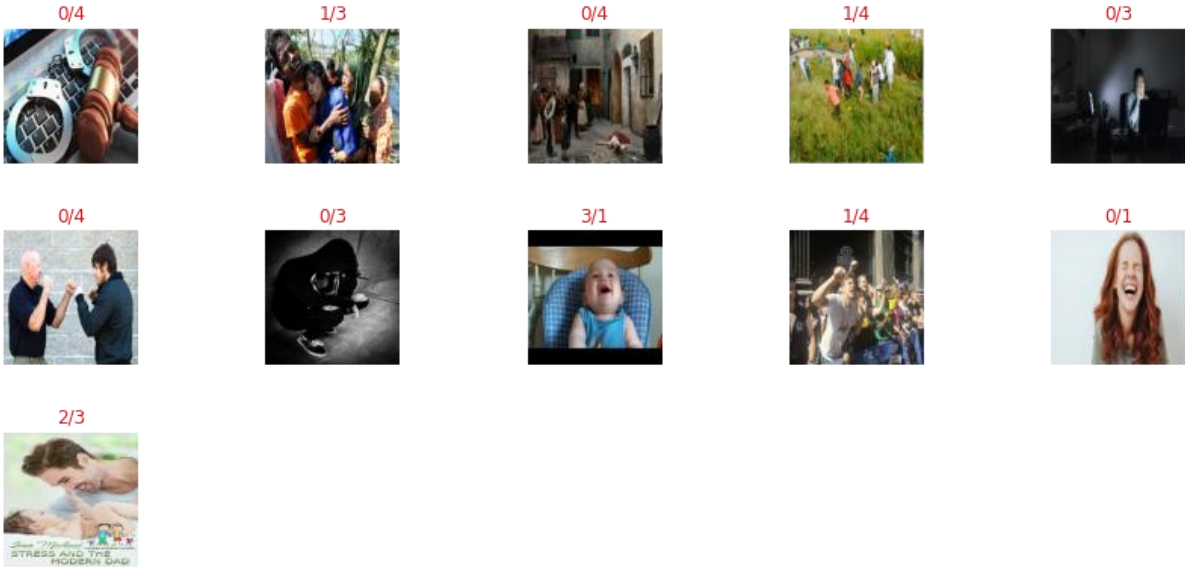 0/4 1/3 0/4 1/4 0/3
0/4 0/3 3/1 1/4 0/1
2/3
STRESS AND THE
MODERN DAD